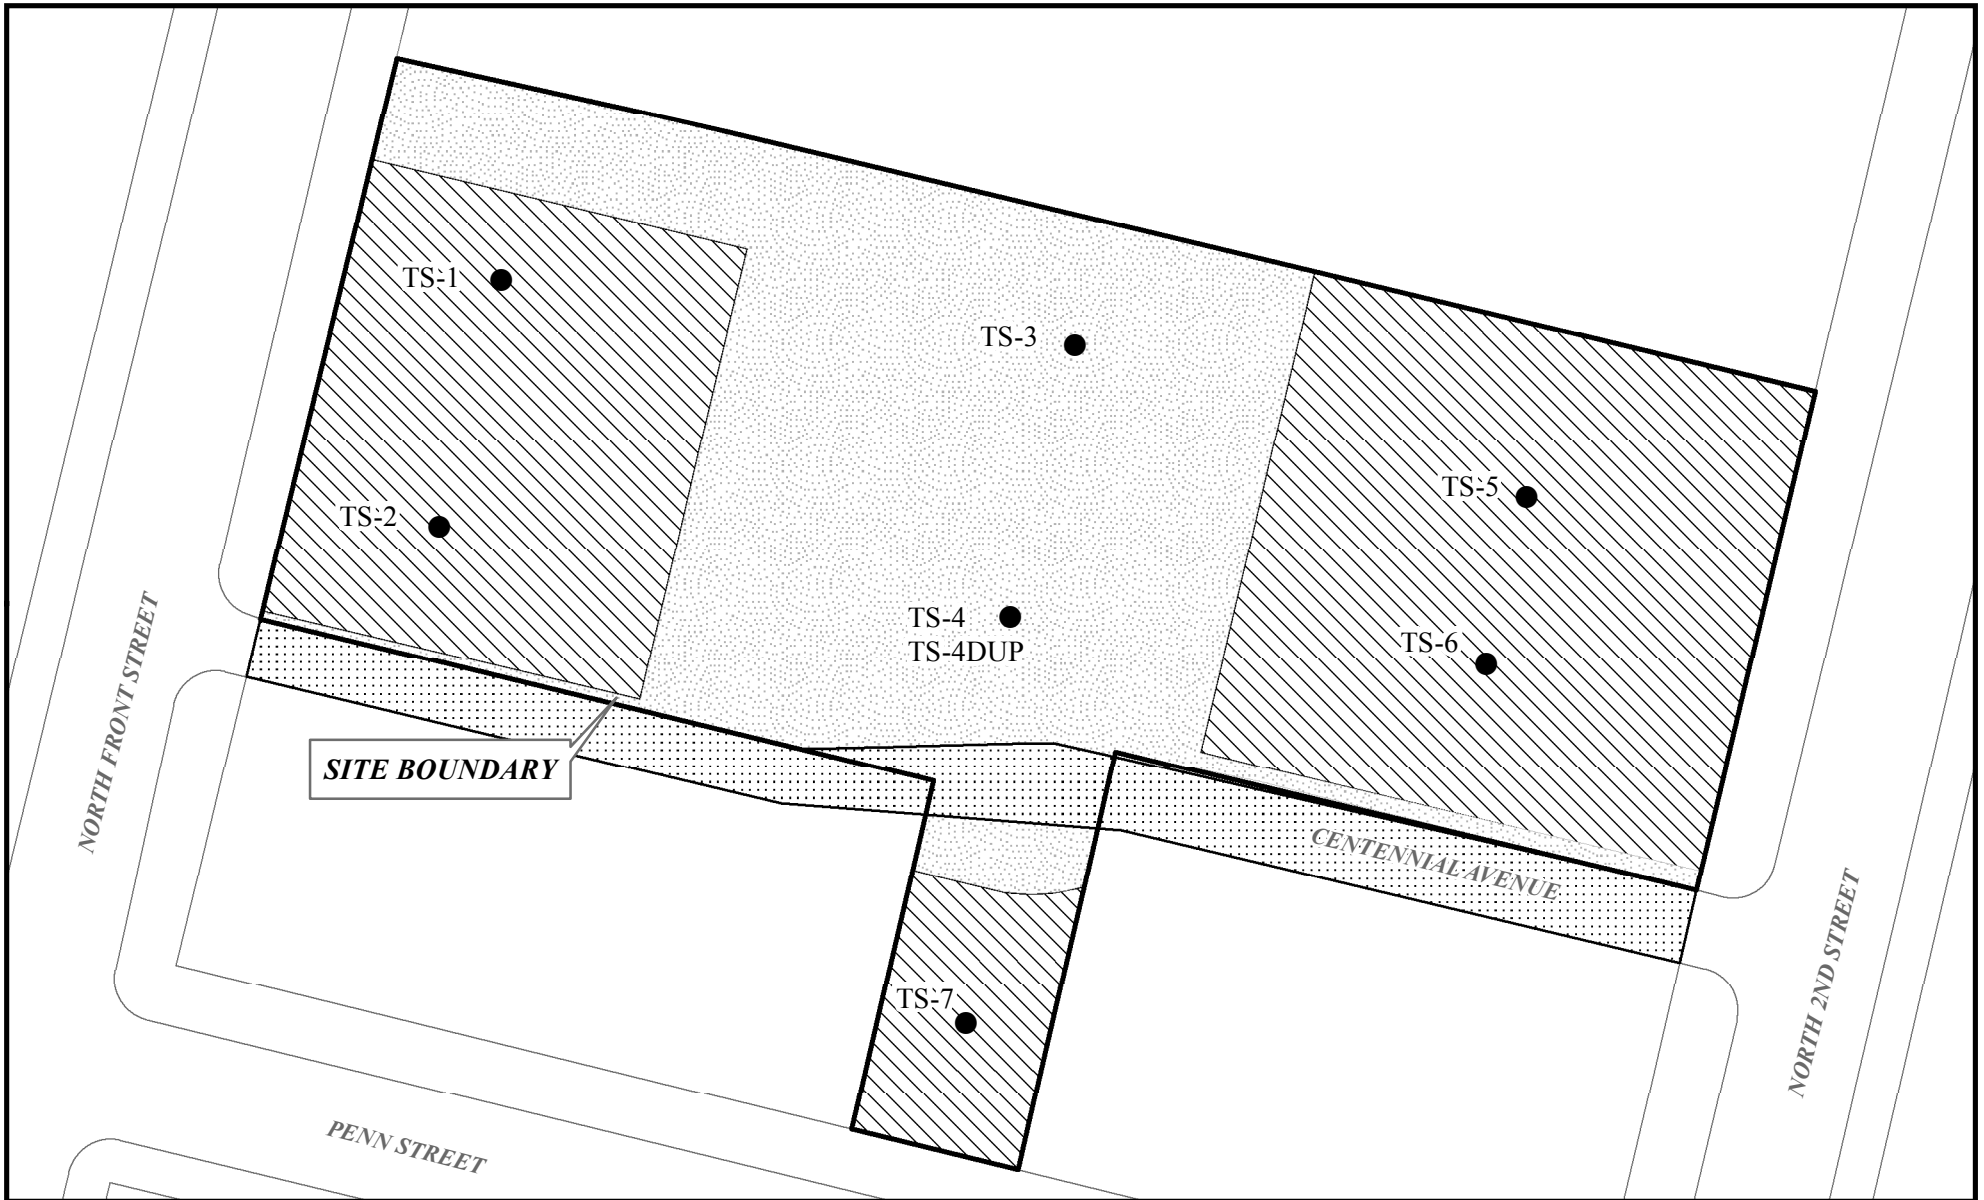 TS-1
TS-3
TS-5
TS-2
TS-4
TS-4DUP
TS-6
SITE BOUNDARY
NORTH FRONT STREET
CENTENNIAL AVENUE
TS-7
NORTH 2ND STREET
PENN STREET